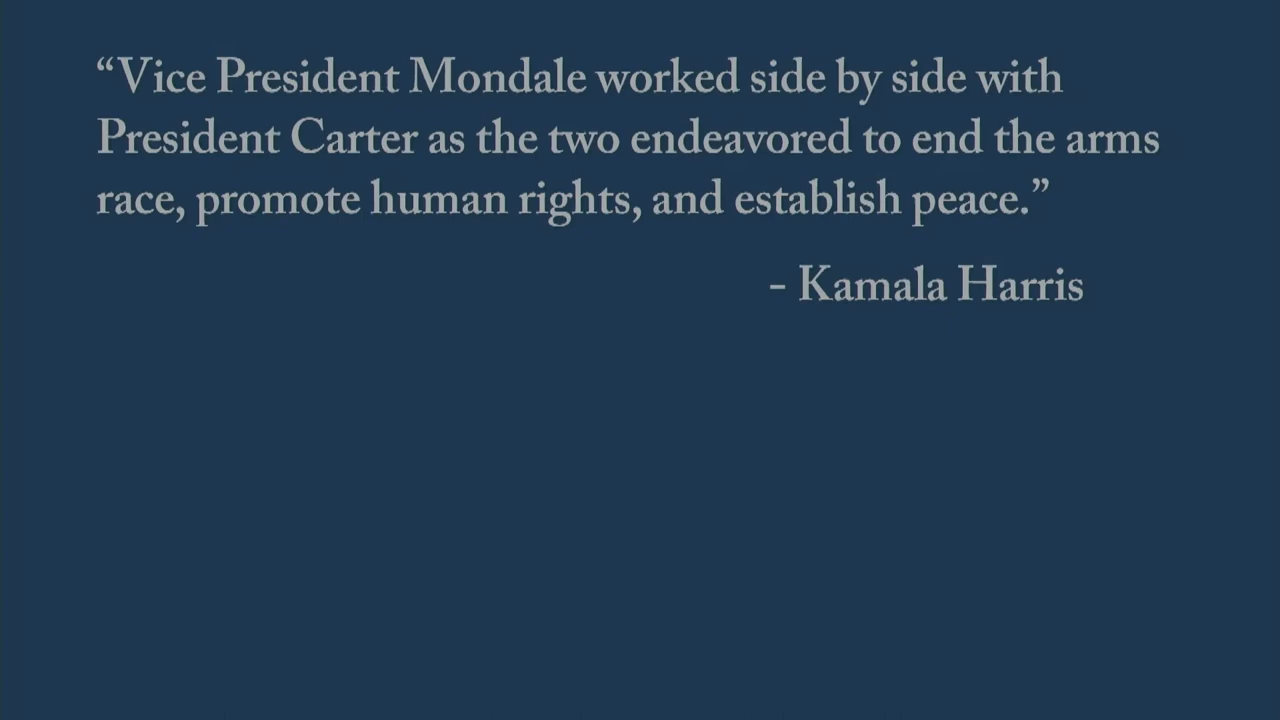 “Vice President Mondale worked side by side with
President Carter as the two endeavored to end the arms
race, promote human rights, and establish peace.”
- Kamala Harris